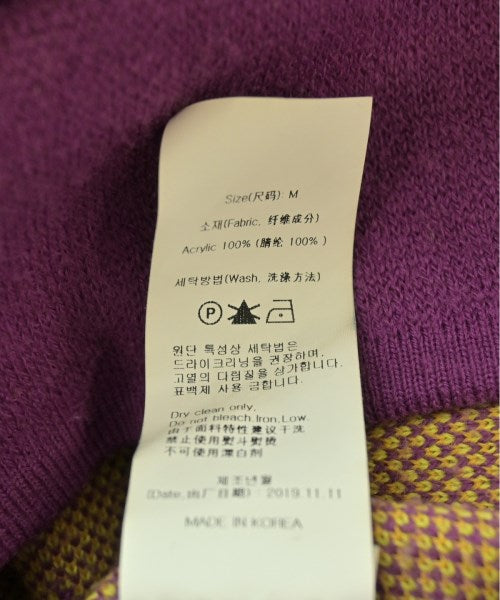 Size(尺码): M
소재(Fabric, 纤维成分)
Acrylic 100% (腈纶 100% )
세탁방법(Wash, 洗涤方法)
P
원단 특성상 세탁법은
드라이크리닝을 권장하며,
고열의 다림질을 삼가합니다.
표백제 사용 금합니다.
Dry clean only,
Do not bleach.Iron,Low.
由于面料特性建议干洗
禁止使用熨斗熨烫
不可使用漂白剂
제조년월
(Date,出厂日期) : 2019.11.11
MADE IN KOREA